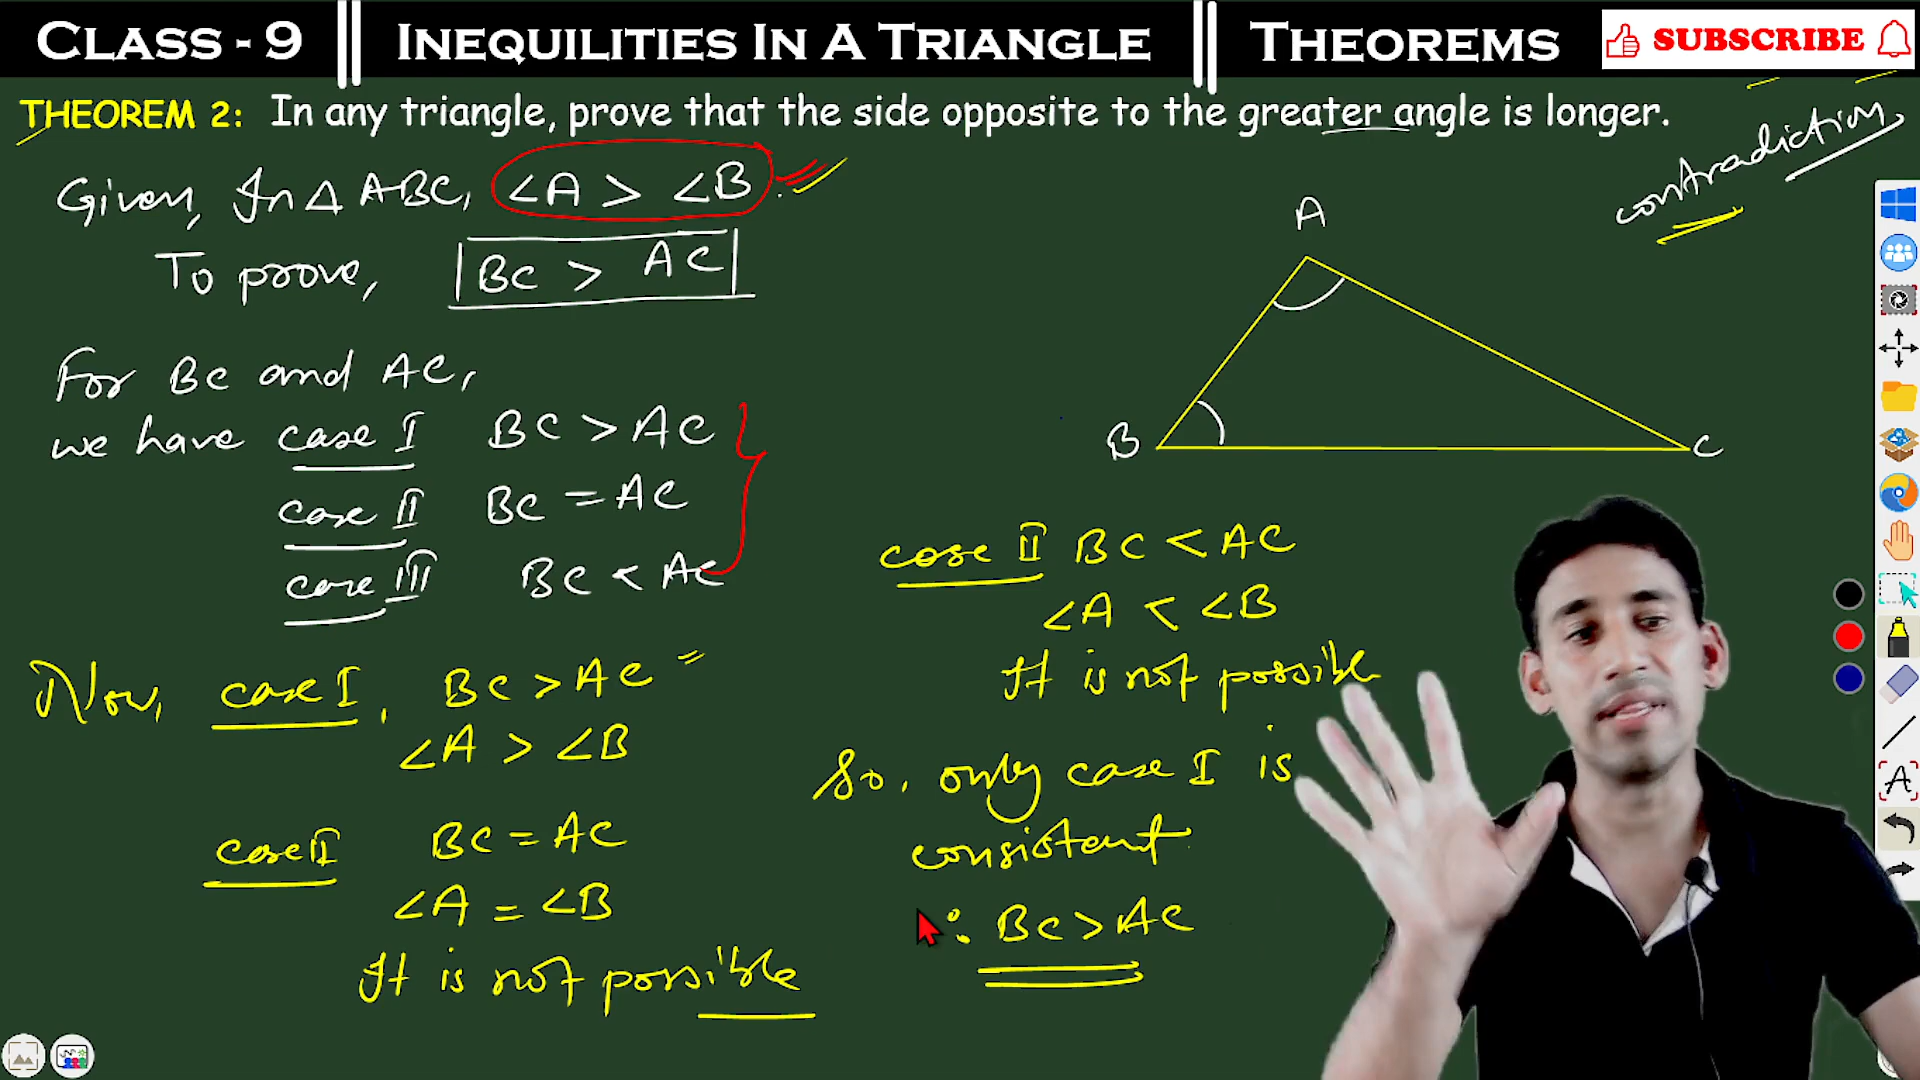 CLASS - 9 || INEQUILITIES IN A TRIANGLE || THEOREMS
SUBSCRIBE
THEOREM 2: In any triangle, prove that the side opposite to the greater angle is longer.
contradiction
Given, In △ ABC, ∠A > ∠B.
To prove, BC > AC
For BC and AC,
we have case I BC > AC
case II BC = AC
case III BC < AC
Now, case I, BC > AC
∠A > ∠B
case II BC = AC
∠A = ∠B
It is not possible
A
B
C
case II BC < AC
∠A < ∠B
It is not possible
So, only case I is
consistant
∴ BC > AC
A